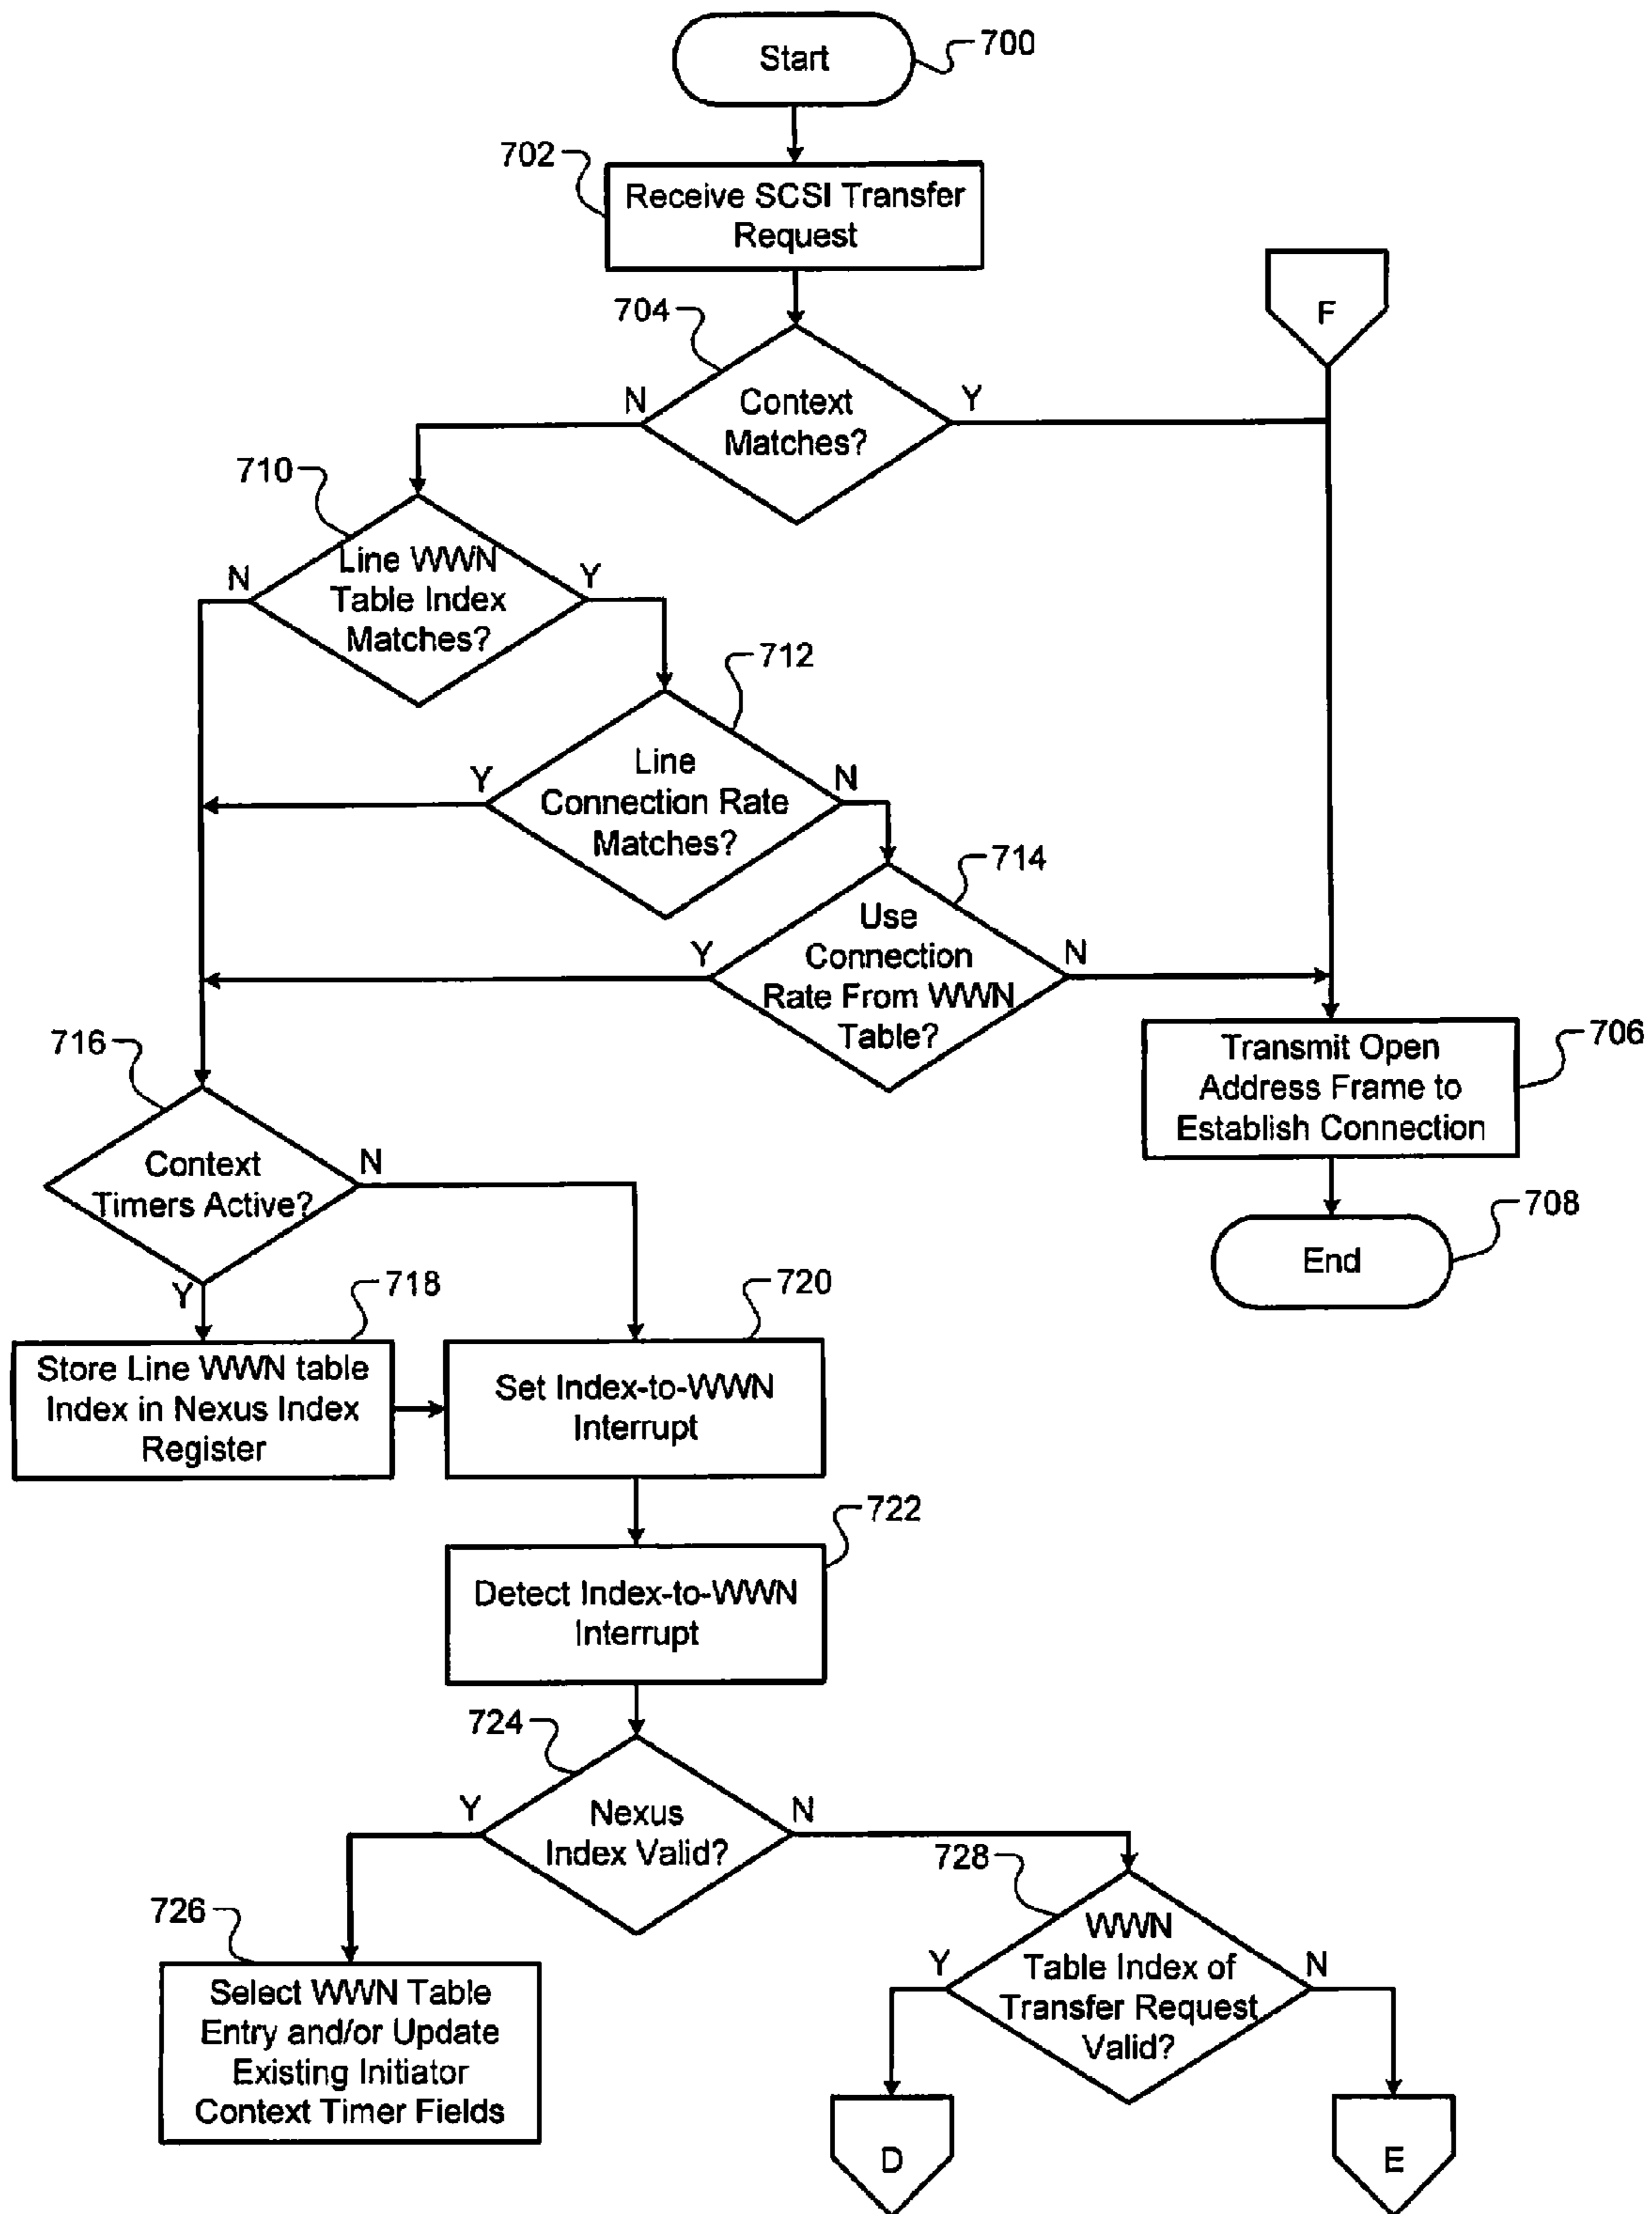 Start
700
702
Receive SCSI Transfer
Request
704
F
N
Context
Matches?
Y
710
N
Line WWN
Table Index
Matches?
Y
712
Y
Line
Connection Rate
Matches?
N
714
Y
Use
Connection
Rate From WWN
Table?
N
716
Context
Timers Active?
N
Y
706
Transmit Open
Address Frame to
Establish Connection
708
End
718
Store Line WWN table
Index in Nexus Index
Register
720
Set Index-to-WWN
Interrupt
722
Detect Index-to-WWN
Interrupt
724
Y
Nexus
Index Valid?
N
726
Select WWN Table
Entry and/or Update
Existing Initiator
Context Timer Fields
728
Y
WWN
Table Index of
Transfer Request
Valid?
N
D
E